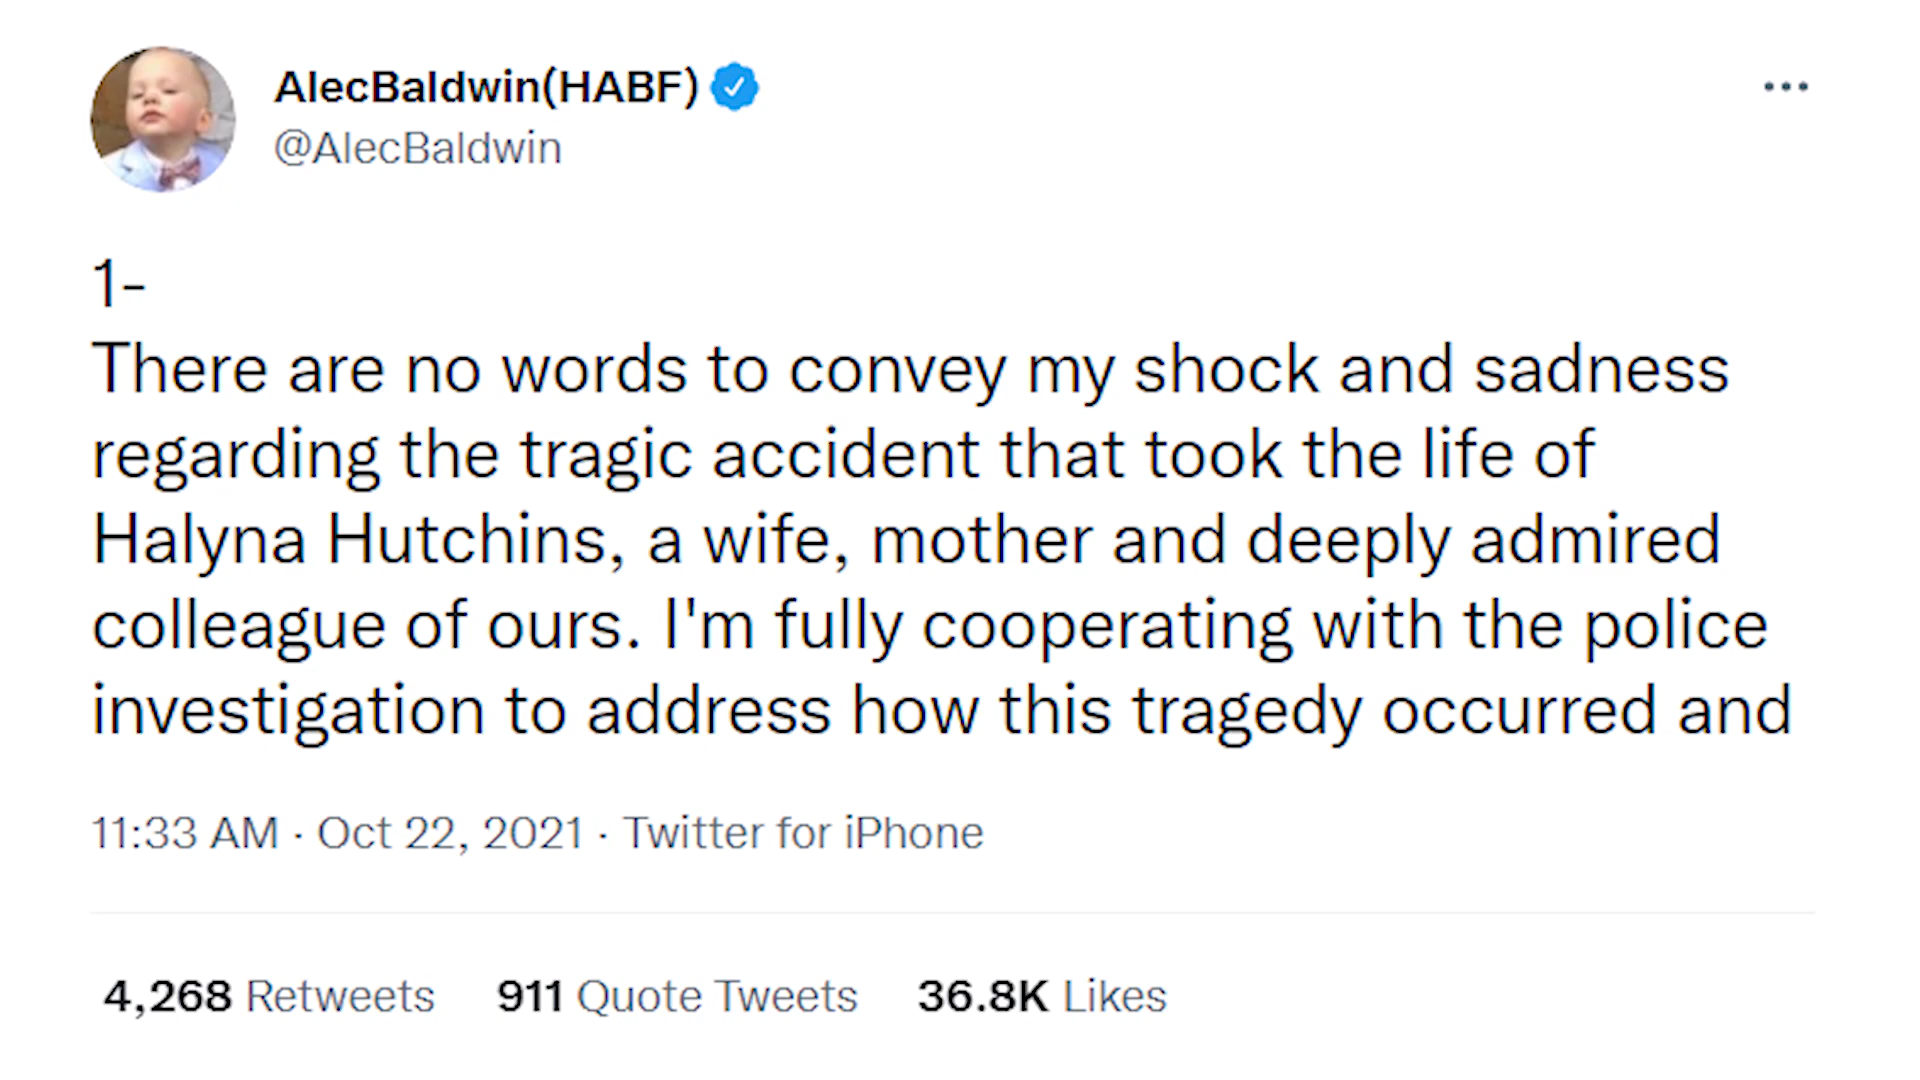 AlecBaldwin(HABF)
@AlecBaldwin
1-
There are no words to convey my shock and sadness
regarding the tragic accident that took the life of
Halyna Hutchins, a wife, mother and deeply admired
colleague of ours. I'm fully cooperating with the police
investigation to address how this tragedy occurred and
11:33 AM · Oct 22, 2021 · Twitter for iPhone
4,268 Retweets 911 Quote Tweets 36.8K Likes